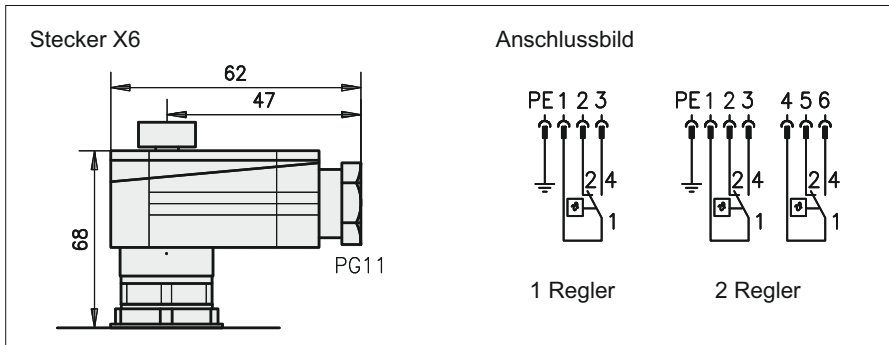 Stecker X6
Anschlussbild
62
47
68
PG11
PE 1 2 3
2 4
1
1 Regler
PE 1 2 3 4 5 6
2 4
1
2 4
1
2 Regler